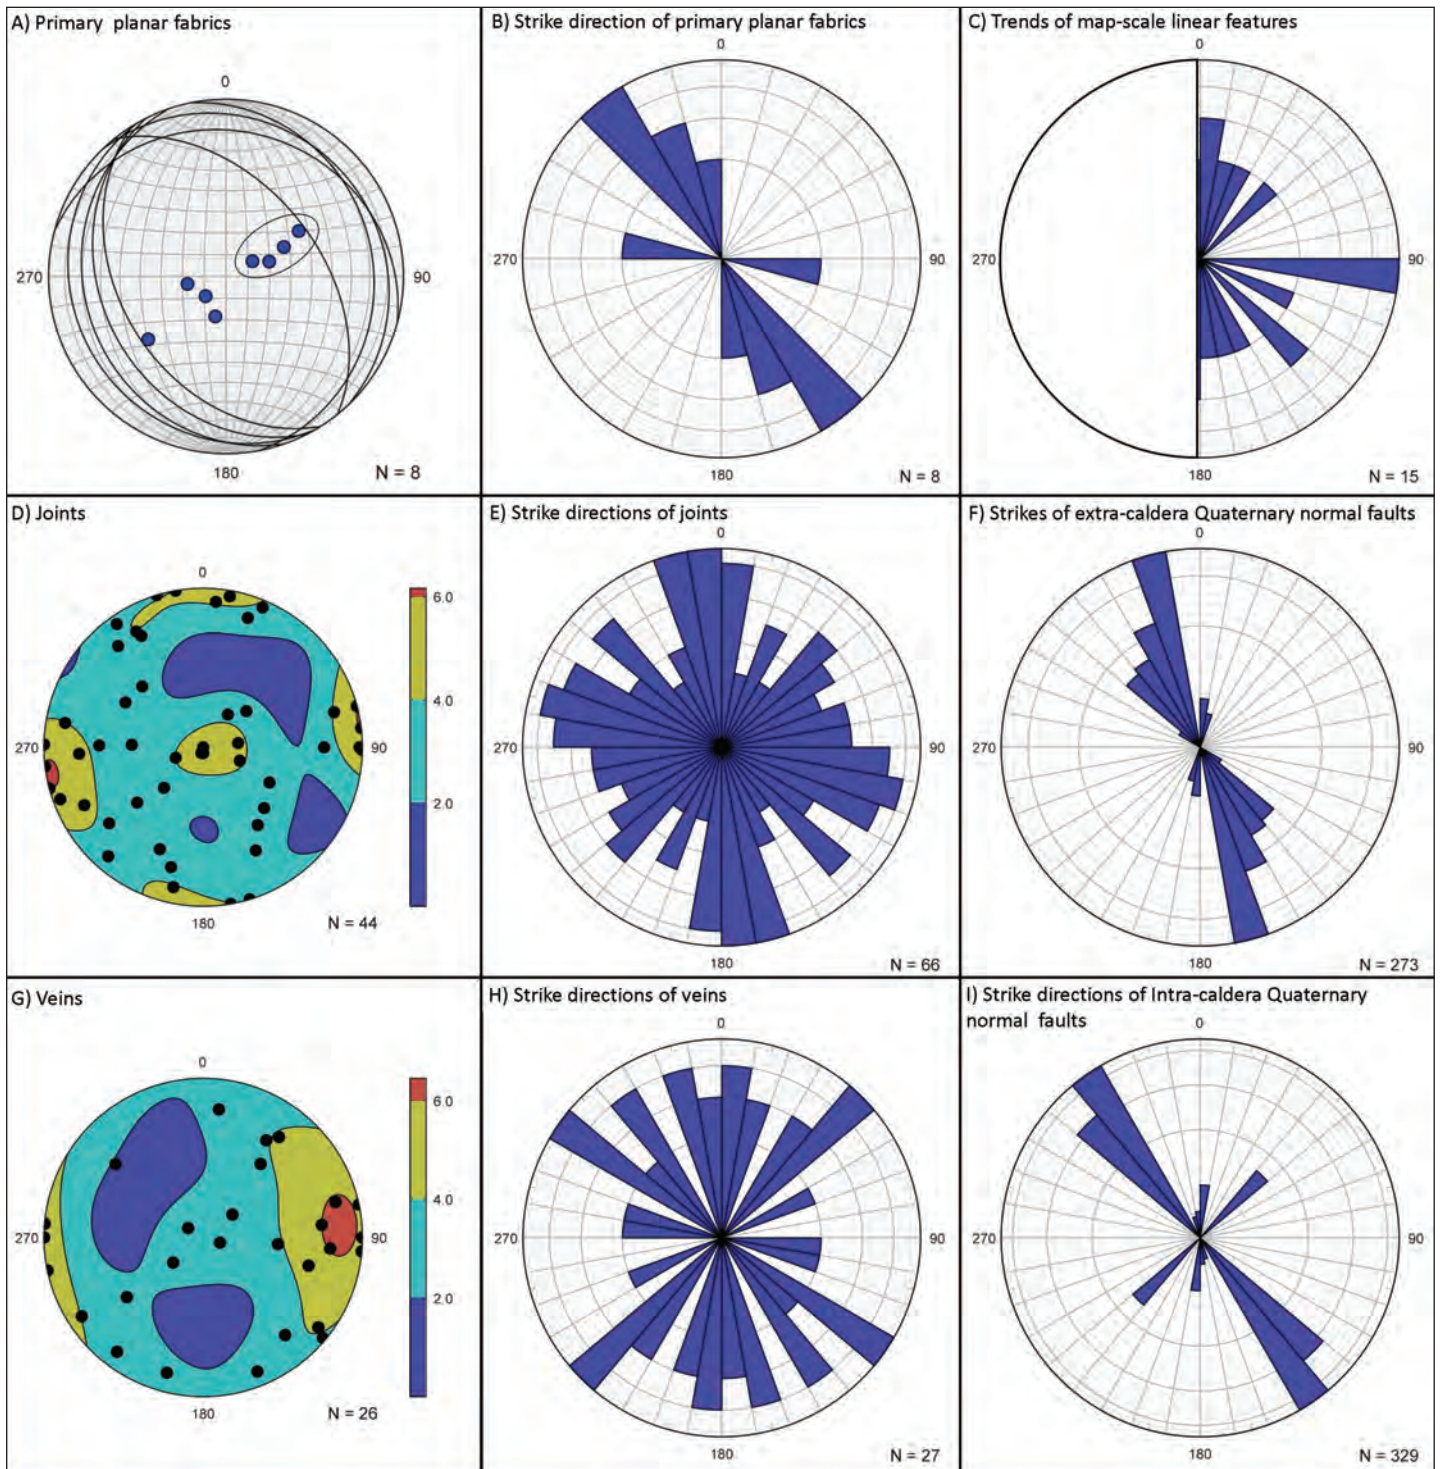 A) Primary planar fabrics
0
270
90
180
N = 8
B) Strike direction of primary planar fabrics
0
270
90
180
N = 8
C) Trends of map-scale linear features
0
270
90
180
N = 15
D) Joints
0
270
90
180
6.0
4.0
2.0
N = 44
E) Strike directions of joints
0
270
90
180
N = 66
F) Strikes of extra-caldera Quaternary normal faults
0
270
90
180
N = 273
G) Veins
0
270
90
180
6.0
4.0
2.0
N = 26
H) Strike directions of veins
0
270
90
180
N = 27
I) Strike directions of Intra-caldera Quaternary
normal faults
0
270
90
180
N = 329